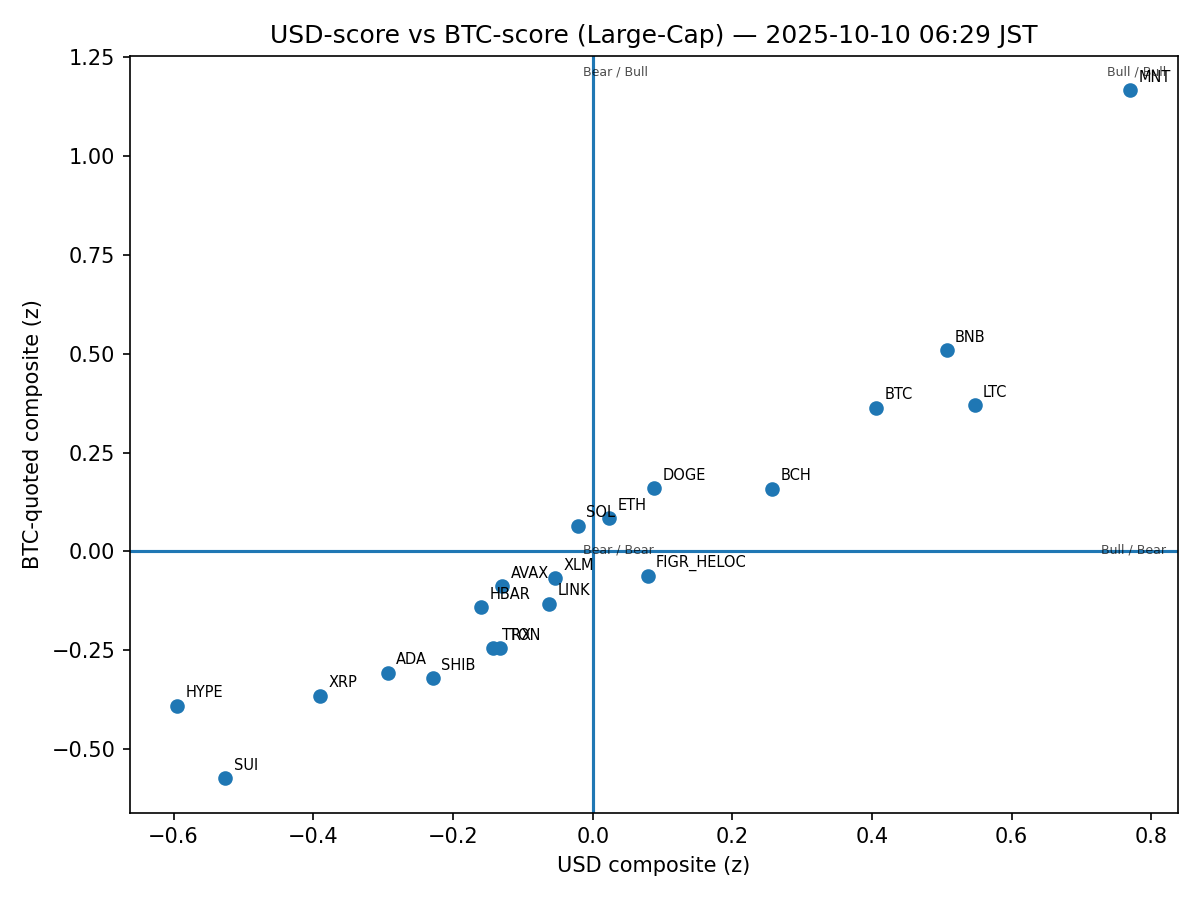 USD-score vs BTC-score (Large-Cap) — 2025-10-10 06:29 JST
1.25
1.00
0.75
0.50
0.25
0.00
−0.25
−0.50
BTC-quoted composite (z)
Bear / Bull
Bull / Bull
MNT
BNB
BTC
LTC
DOGE
BCH
SOL
ETH
Bear / Bear
Bull / Bear
XLM
FIGR_HELOC
AVAX
LINK
HBAR
TRX
TON
ADA
SHIB
XRP
HYPE
SUI
−0.6
−0.4
−0.2
0.0
0.2
0.4
0.6
0.8
USD composite (z)